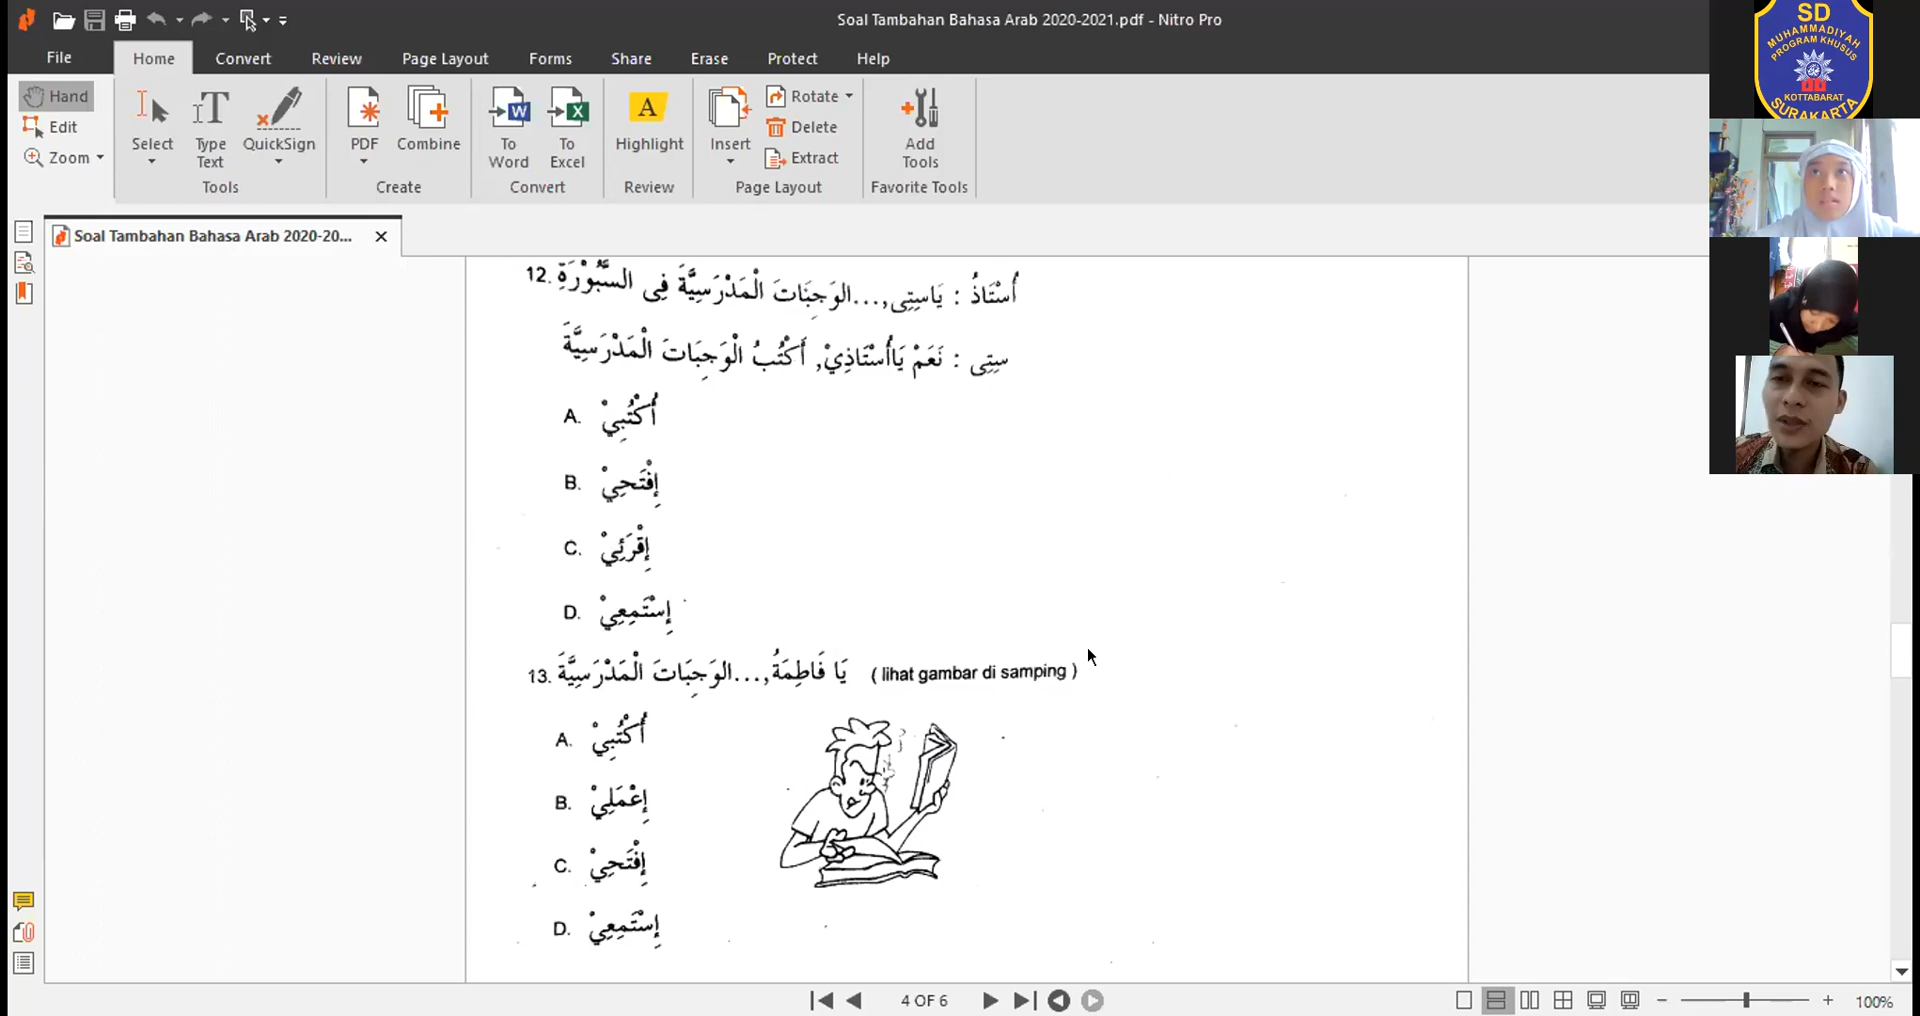 Soal Tambahan Bahasa Arab 2020-2021.pdf - Nitro Pro
File Home Convert Review Page Layout Forms Share Erase Protect Help
Hand
Edit
Zoom
Select
Type Text
QuickSign
Tools
PDF
Combine
Create
To Word
To Excel
Convert
Highlight
Review
Insert
Rotate
Delete
Extract
Page Layout
Add Tools
Favorite Tools
SD
MUHAMMADIYAH
PROGRAM KHUSUS
KOTTABARAT
SURAKARTA
Soal Tambahan Bahasa Arab 2020-20...
12. أُسْتَاذُ : يَاسِتِى,...الوَجِبَاتَ الْمَدْرَسِيَّةَ فِى السَّبُّوْرَةِ
سِتِى : نَعَمْ يَاأُسْتَاذِيْ, أَكْتُبُ الْوَجِبَاتَ الْمَدْرَسِيَّةَ
A. أُكْتُبِيْ
B. إِفْتَحِيْ
C. إِقْرَئِيْ
D. إِسْتَمِعِيْ
13. يَا فَاطِمَةُ,...الوَجِبَاتَ الْمَدْرَسِيَّةَ ( lihat gambar di samping )
A. أُكْتُبِيْ
B. إِعْمَلِيْ
C. إِفْتَحِيْ
D. إِسْتَمِعِيْ
4 OF 6
100%